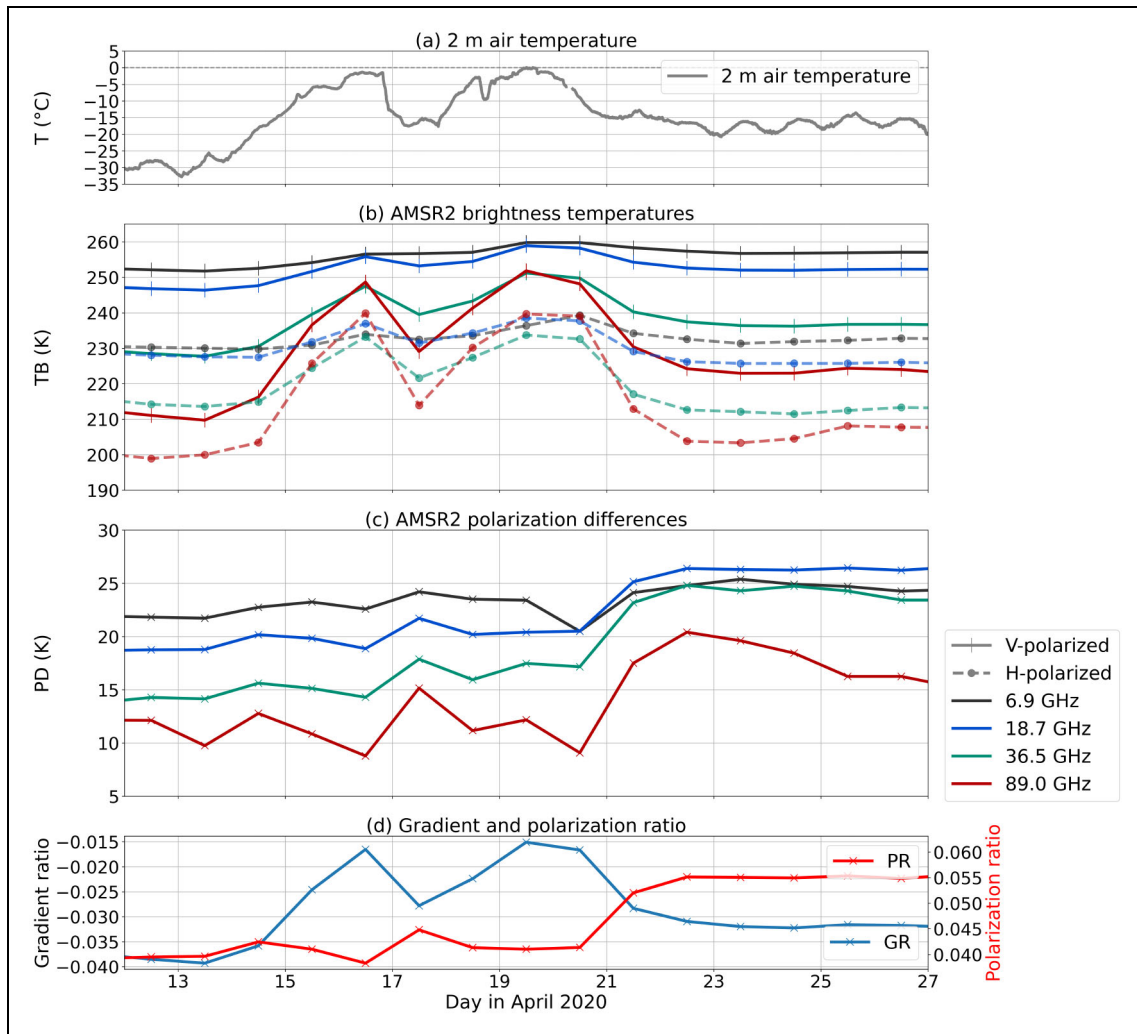 (a) 2 m air temperature
5
0
−5
−10
−15
−20
−25
−30
−35
T (°C)
2 m air temperature
(b) AMSR2 brightness temperatures
260
250
240
230
220
210
200
190
TB (K)
(c) AMSR2 polarization differences
30
25
20
15
10
5
PD (K)
V-polarized
H-polarized
6.9 GHz
18.7 GHz
36.5 GHz
89.0 GHz
(d) Gradient and polarization ratio
−0.015
−0.020
−0.025
−0.030
−0.035
−0.040
Gradient ratio
PR
GR
0.060
0.055
0.050
0.045
0.040
Polarization ratio
13 15 17 19 21 23 25 27
Day in April 2020